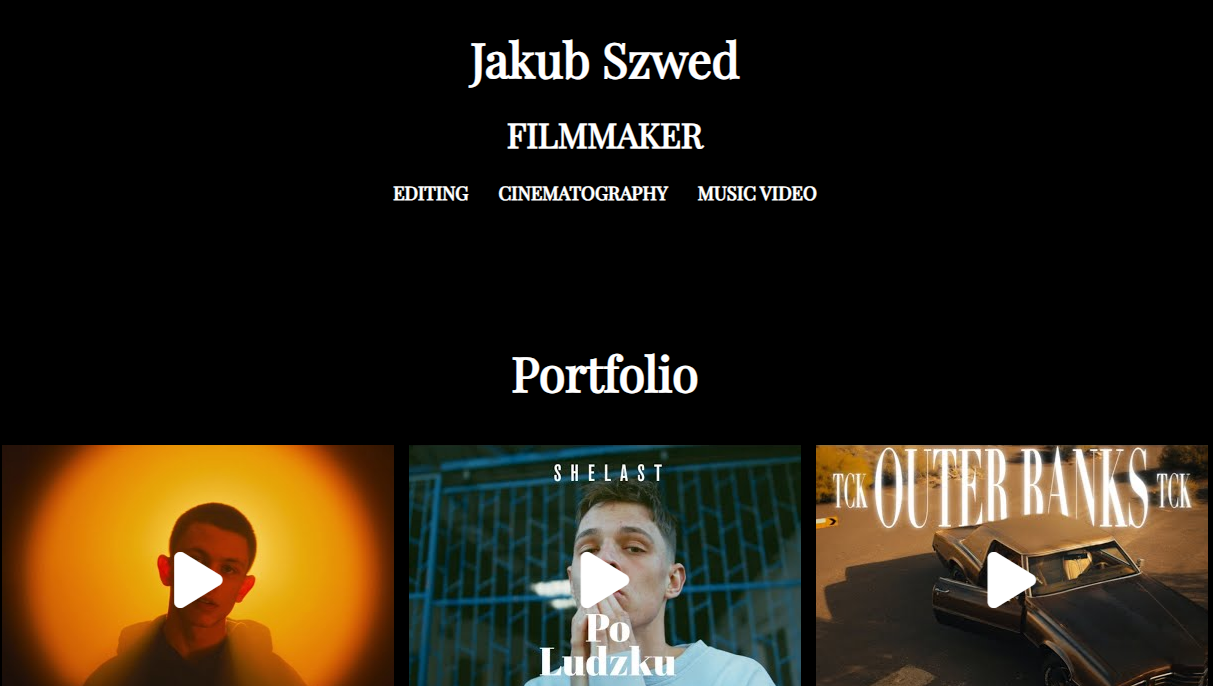 Jakub Szwed
FILMMAKER
EDITING CINEMATOGRAPHY MUSIC VIDEO
Portfolio
SHELAST
Po
Ludzku
TCK OUTER BANKS TCK